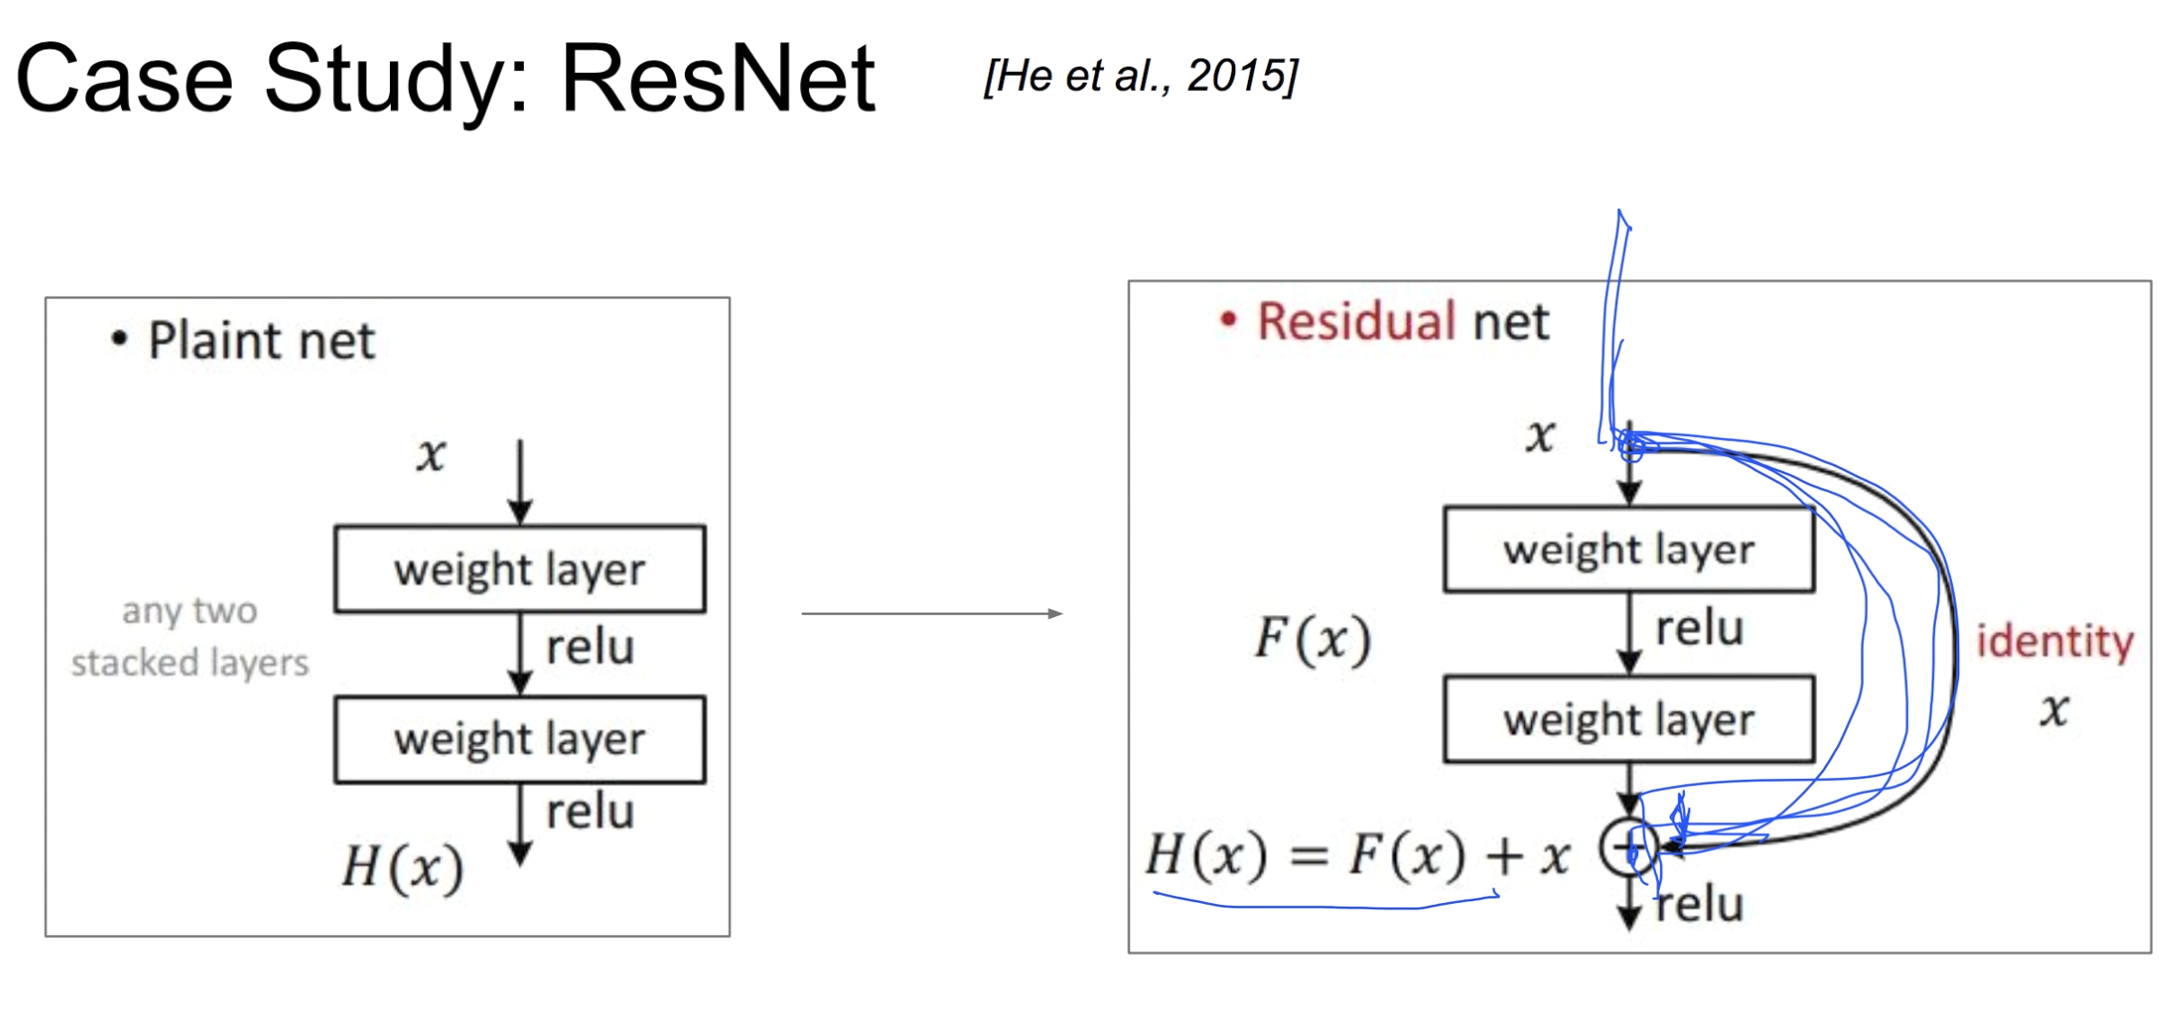 Case Study: ResNet
[He et al., 2015]
• Plaint net
x
weight layer
any two
stacked layers
relu
weight layer
relu
H(x)
• Residual net
x
weight layer
F(x)
relu
identity
x
weight layer
H(x) = F(x) + x
relu